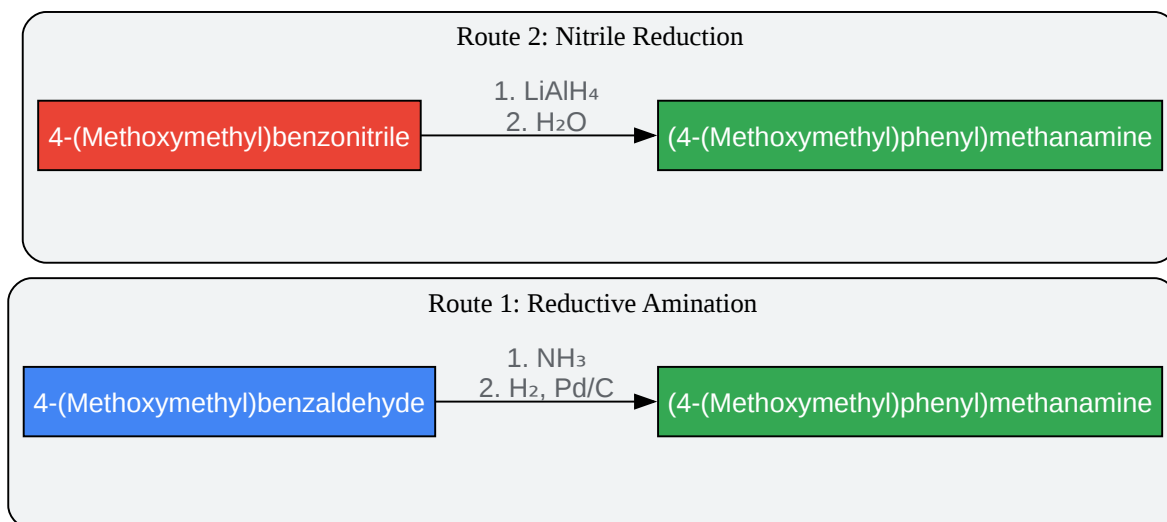 Route 2: Nitrile Reduction
1. LiAlH₄
2. H₂O
4-(Methoxymethyl)benzonitrile
(4-(Methoxymethyl)phenyl)methanamine
Route 1: Reductive Amination
1. NH₃
2. H₂, Pd/C
4-(Methoxymethyl)benzaldehyde
(4-(Methoxymethyl)phenyl)methanamine